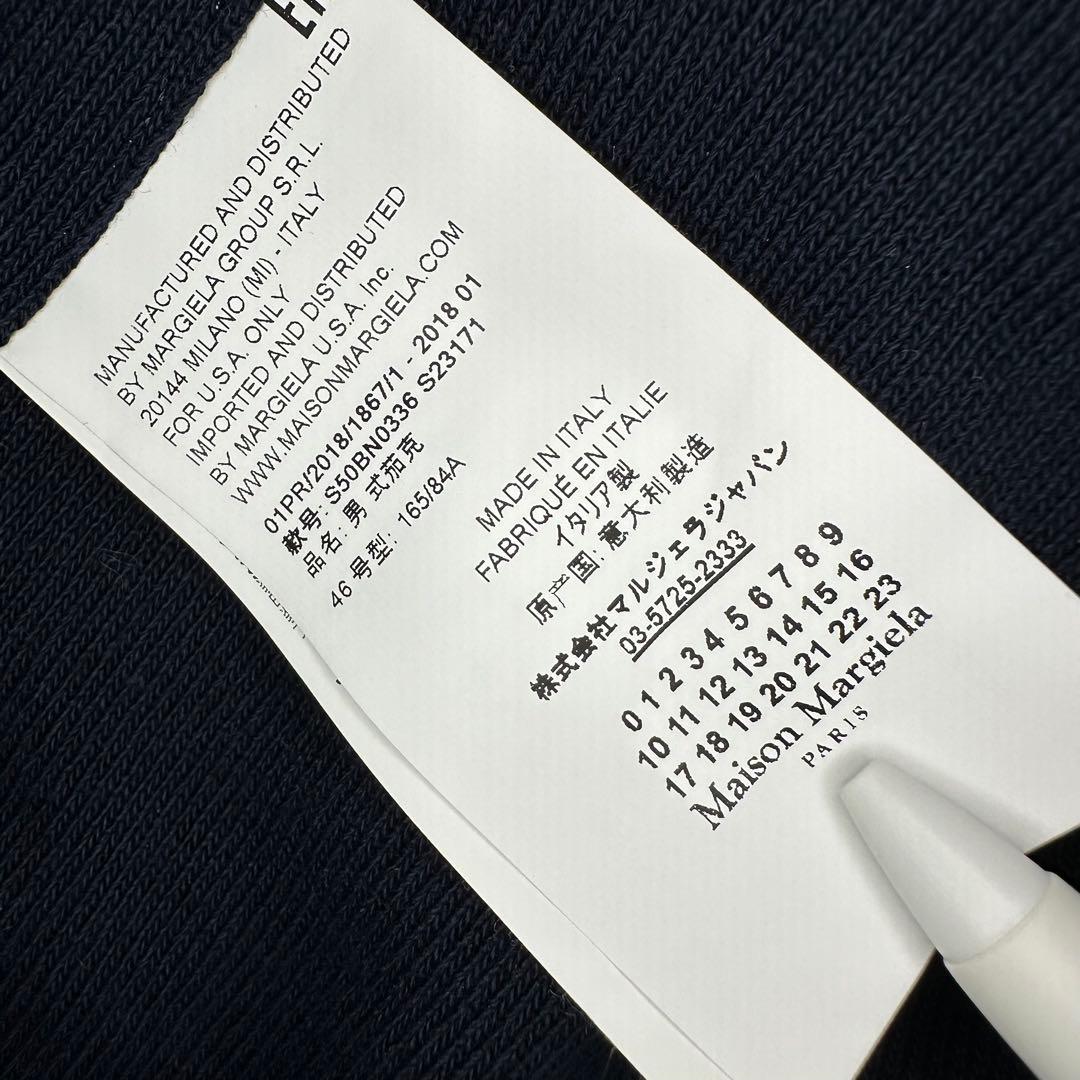 MANUFACTURED AND DISTRIBUTED
BY MARGIELA GROUP S.R.L.
20144 MILANO (MI) - ITALY
FOR U.S.A. ONLY
IMPORTED AND DISTRIBUTED
BY MARGIELA U.S.A. Inc.
WWW.MAISONMARGIELA.COM
01PR/2018/1867/1 - 2018 01
款号: S50BN0336 S23171
品名: 男式茄克
46 号型: 165/84A
MADE IN ITALY
FABRIQUÉ EN ITALIE
イタリア製
原产国: 意大利製造
株式会社マルジェラジャパン
03-5725-2333
0 1 2 3 4 5 6 7 8 9
10 11 12 13 14 15 16
17 18 19 20 21 22 23
Maison Margiela
PARIS